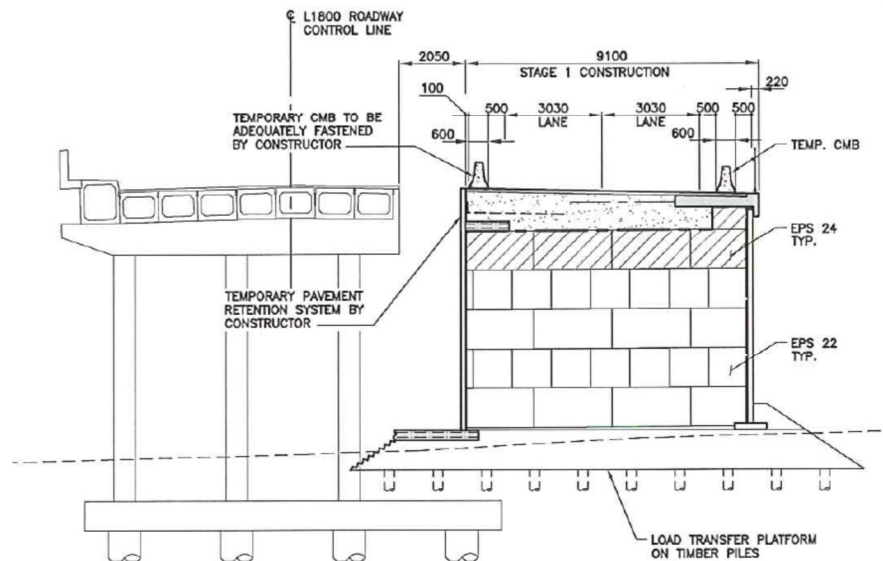 ℄ L1800 ROADWAY
CONTROL LINE
2050
9100
STAGE 1 CONSTRUCTION
220
100
500
3030
LANE
3030
LANE
500
500
600
600
TEMPORARY CMB TO BE
ADEQUATELY FASTENED
BY CONSTRUCTOR
TEMP. CMB
EPS 24
TYP.
TEMPORARY PAVEMENT
RETENTION SYSTEM BY
CONSTRUCTOR
EPS 22
TYP.
LOAD TRANSFER PLATFORM
ON TIMBER PILES